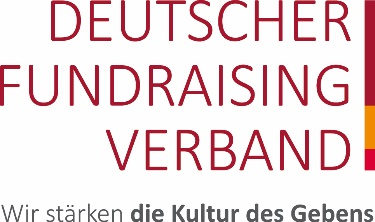 DEUTSCHER
FUNDRAISING
VERBAND
Wir stärken die Kultur des Gebens